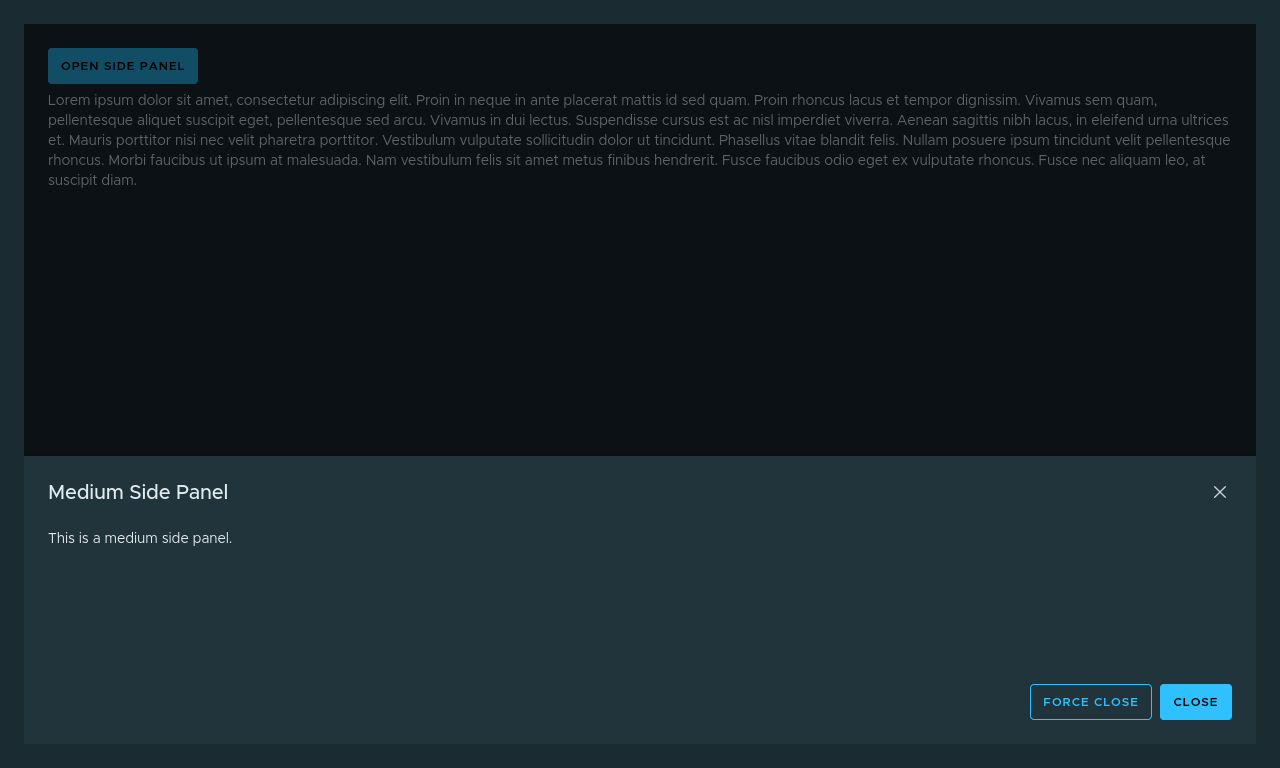 OPEN SIDE PANEL
Lorem ipsum dolor sit amet, consectetur adipiscing elit. Proin in neque in ante placerat mattis id sed quam. Proin rhoncus lacus et tempor dignissim. Vivamus sem quam,
pellentesque aliquet suscipit eget, pellentesque sed arcu. Vivamus in dui lectus. Suspendisse cursus est ac nisl imperdiet viverra. Aenean sagittis nibh lacus, in eleifend urna ultrices
et. Mauris porttitor nisi nec velit pharetra porttitor. Vestibulum vulputate sollicitudin dolor ut tincidunt. Phasellus vitae blandit felis. Nullam posuere ipsum tincidunt velit pellentesque
rhoncus. Morbi faucibus ut ipsum at malesuada. Nam vestibulum felis sit amet metus finibus hendrerit. Fusce faucibus odio eget ex vulputate rhoncus. Fusce nec aliquam leo, at
suscipit diam.
Medium Side Panel
This is a medium side panel.
FORCE CLOSE
CLOSE